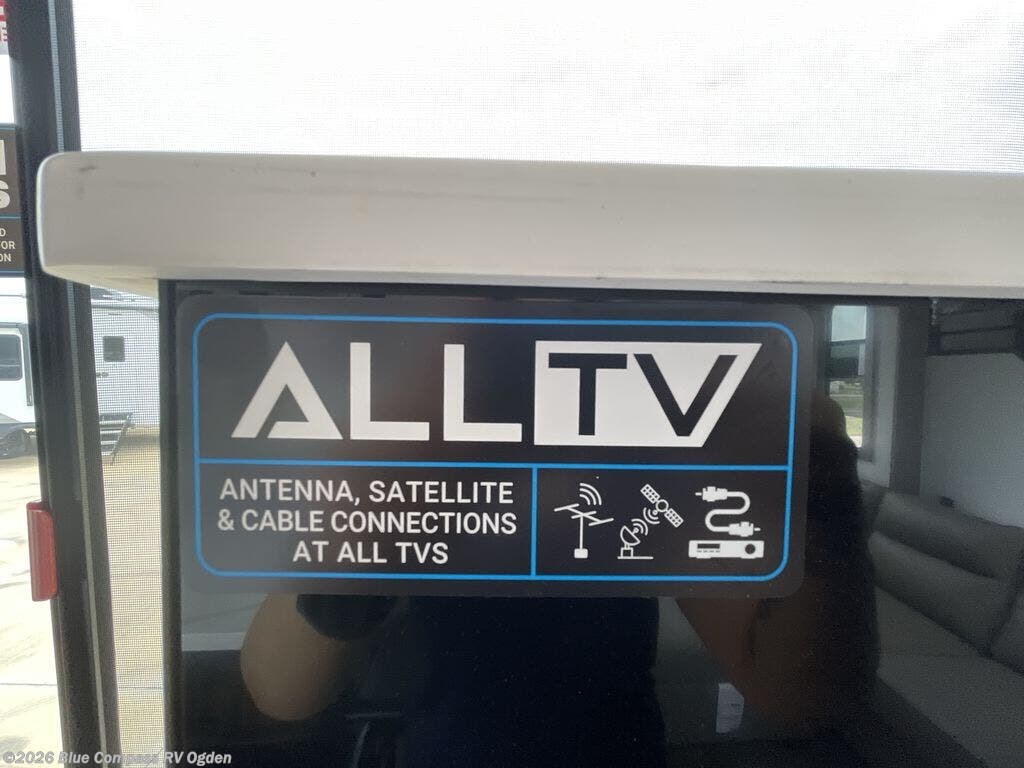 ALL TV
ANTENNA, SATELLITE
& CABLE CONNECTIONS
AT ALL TVS
©2026 Blue Compass RV Ogden